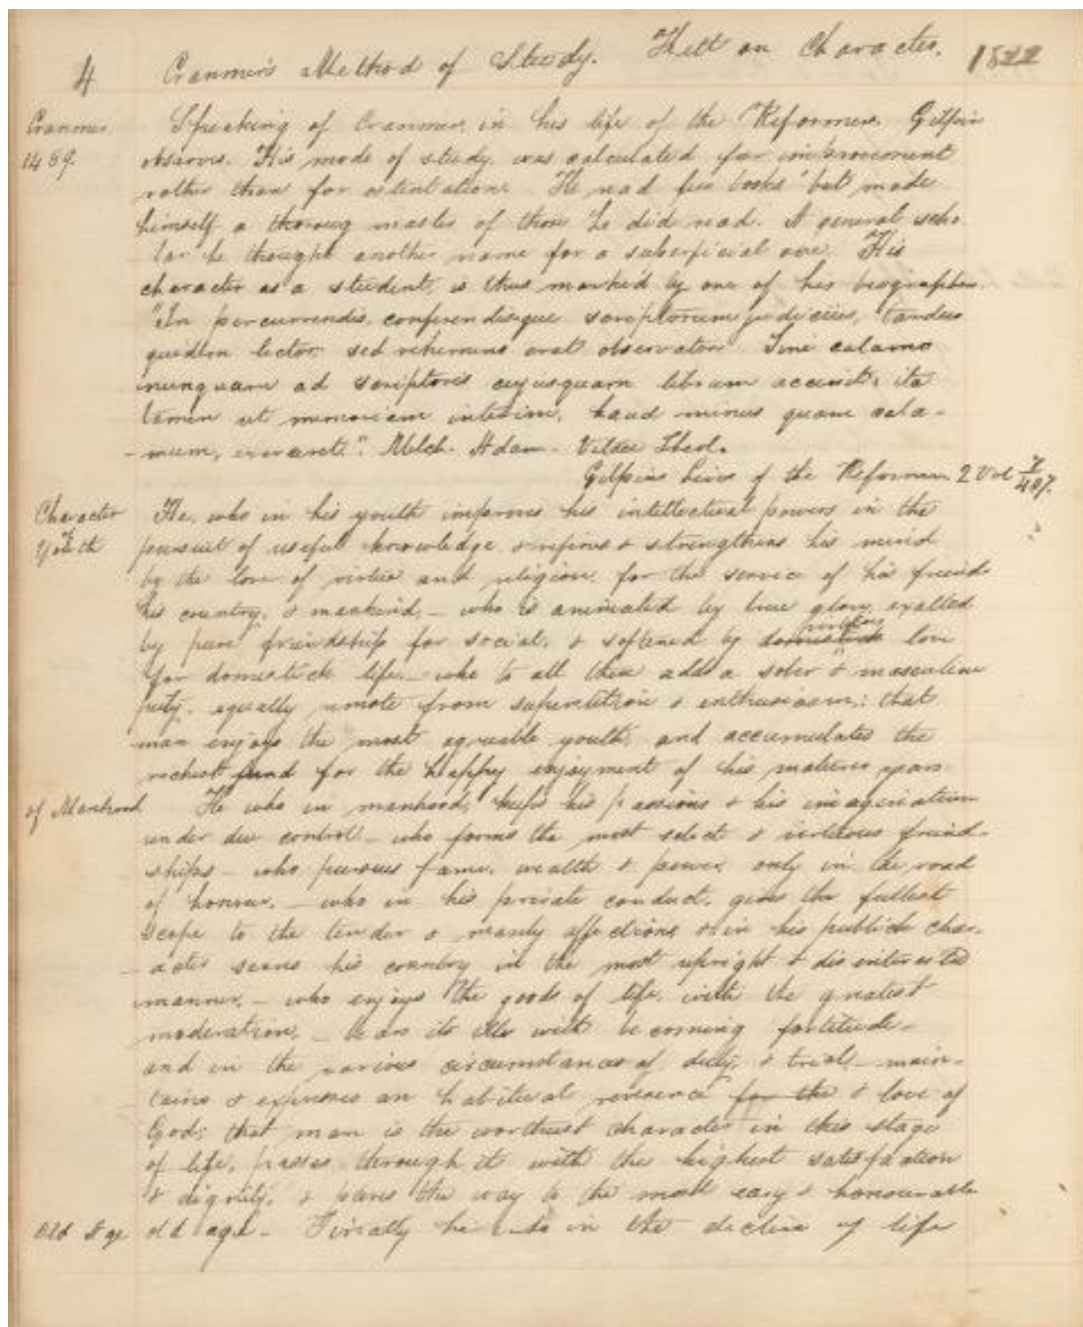 4 Cranmer's Method of Study. Thett on Character. 1822
Cranmer. Speaking of Cranmer in his life of the "Reformers. Gilpin
1489. observes. His mode of study was calculated for improvement
rather than for ostentation. He read few books but made
himself a thoroug master of those he did read. A general scho
lar he thought another name for a superficial one. His
character as a student, is thus marked by one of his biographers.
"In percurrendis, conferendisque scriptorum judiciis, tardus
quidem lector, sed vehemens erat observator. Sine calamo
nunquam ad scriptoris cujusquam librum accessit; ita
tamen ut memoriam interim, haud minus quam cala-
-mum, exerceret." Melch. Adam. Vitae Theol.
Gilpins Lives of the Reformers. 2 Vol
Character He, who in his youth improves his intellectual powers in the
Youth pursuit of useful knowledge, & refines & strengthens his mind
by the love of virtue and religion, for the service of his friends
his country, & mankind, – who is animated by true glory, exalted
by pure friendship for social, & softened by domestick virtuous love
for domestick life. – who to all these adds a sober & masculine
piety, equally remote from superstition & enthusiasm; that
man enjoys the most agreeable youth, and accumulates the
richest fund for the happy enjoyment of his maturer years.
of Manhood He who in manhood, keeps his passions & his imagination
under due control – who forms the most select & virtuous friend-
ships – who pursues fame, wealth & power only in the road
of honour. – who in his private conduct, gives the fullest
scope to the tender & manly affections & in his publick char-
-acter serves his country in the most upright & disinterested
manner. – who enjoys the goods of life, with the greatest
moderation, – bears its ills with becoming fortitude –
and in the various circumstances of duty, & trial – main-
tains & expresses an habitual reverence for the & love of
God; that man is the worthiest character in this stage
of life, passes through it with the highest satisfaction
& dignity, & paves the way to the most easy & honourable
Old Age old age – Finally he who in the decline of life